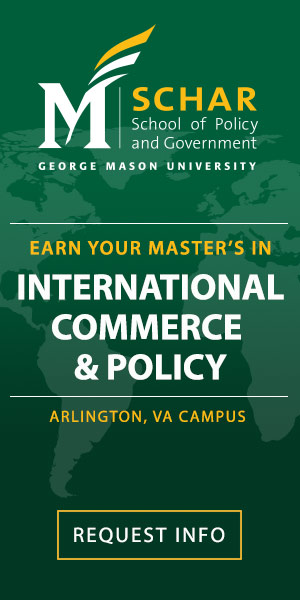 M
SCHAR
School of Policy
and Government
GEORGE MASON UNIVERSITY
EARN YOUR MASTER'S IN
INTERNATIONAL
COMMERCE
& POLICY
ARLINGTON, VA CAMPUS
REQUEST INFO